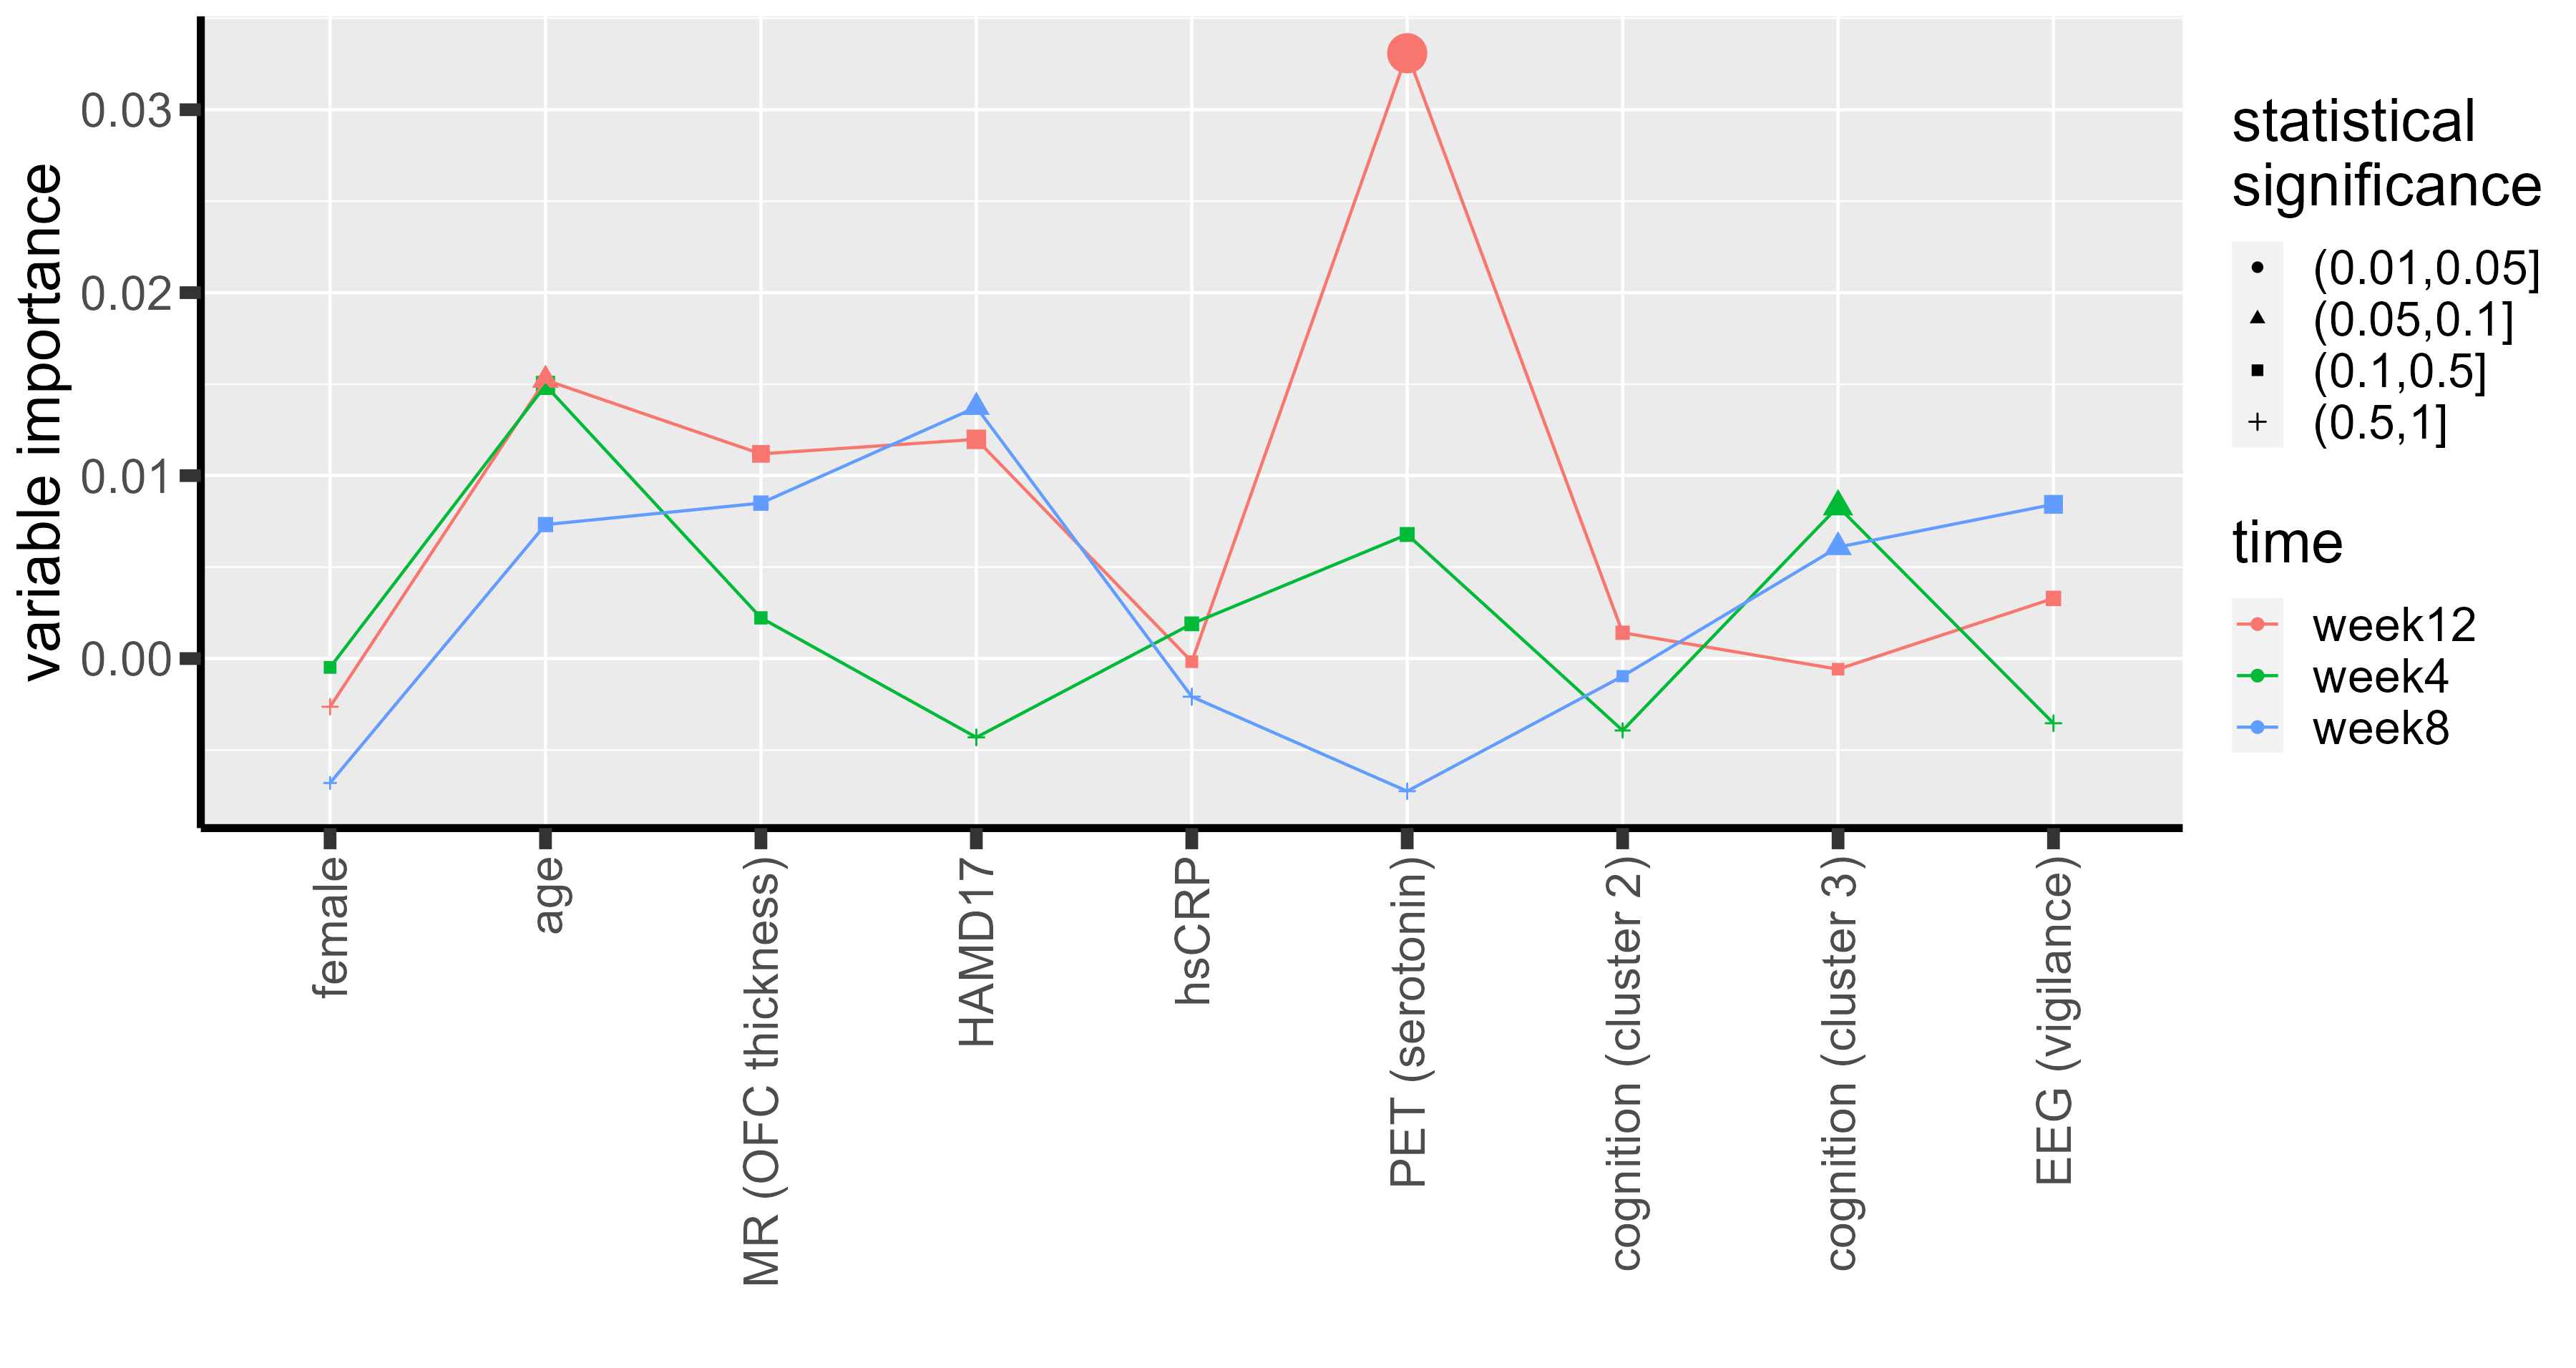 variable importance
0.03
0.02
0.01
0.00
female
age
MR (OFC thickness)
HAMD17
hsCRP
PET (serotonin)
cognition (cluster 2)
cognition (cluster 3)
EEG (vigilance)
statistical
significance
(0.01,0.05]
(0.05,0.1]
(0.1,0.5]
(0.5,1]
time
week12
week4
week8